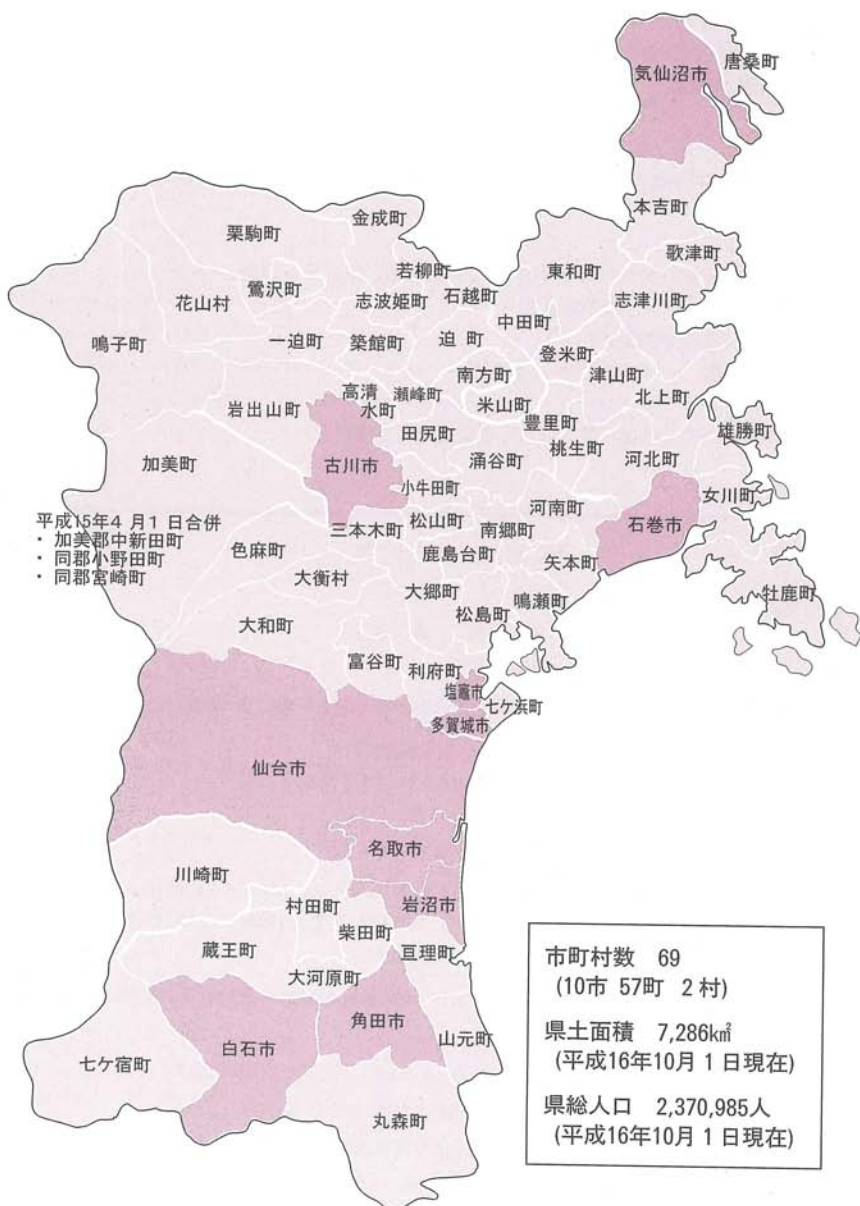 気仙沼市
唐桑町
本吉町
歌津町
金成町
栗駒町
若柳町
東和町
鶯沢町
石越町
志津川町
花山村
志波姫町
中田町
鳴子町
一迫町
築館町
迫 町
登米町
南方町
津山町
高清
水町
瀬峰町
米山町
北上町
岩出山町
豊里町
雄勝町
田尻町
桃生町
加美町
古川市
涌谷町
河北町
小牛田町
女川町
平成15年4月1日合併
・ 加美郡中新田町
・ 同郡小野田町
・ 同郡宮崎町
三本木町
松山町
南郷町
河南町
石巻市
色麻町
鹿島台町
矢本町
大衡村
大郷町
鳴瀬町
牡鹿町
松島町
大和町
富谷町
利府町
塩竈市
七ケ浜町
多賀城市
仙台市
名取市
川崎町
村田町
岩沼市
柴田町
蔵王町
亘理町
大河原町
角田市
白石市
山元町
七ケ宿町
丸森町
市町村数 69
(10市 57町 2村)
県土面積 7,286㎢
(平成16年10月1日現在)
県総人口 2,370,985人
(平成16年10月1日現在)